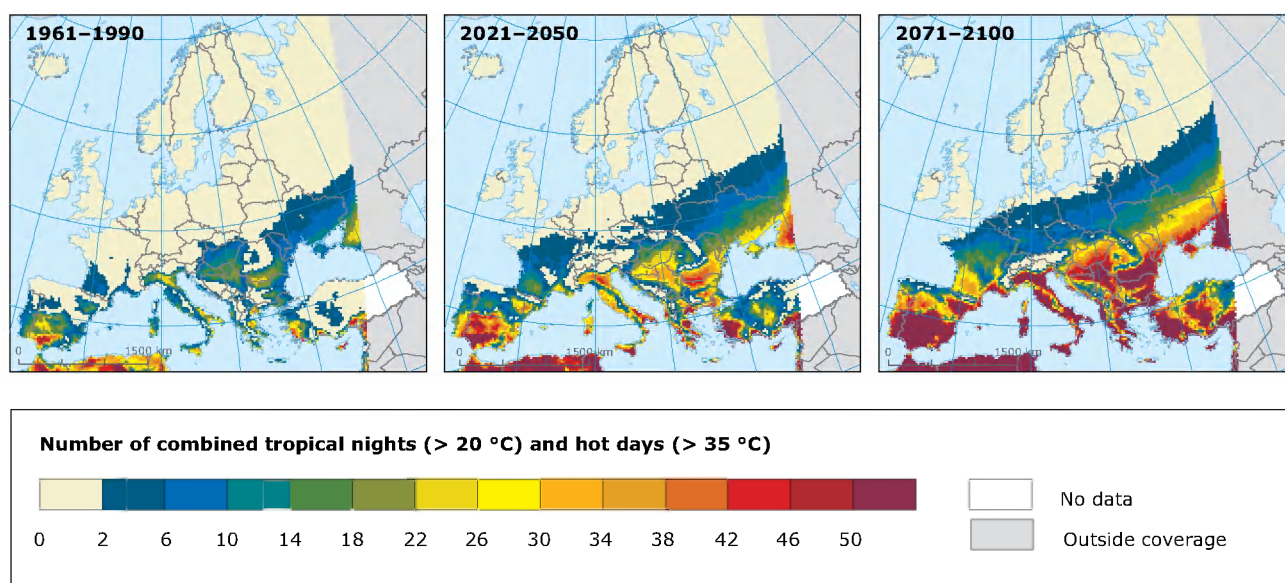 1961–1990
2021–2050
2071–2100
0 1500 km
0 1500 km
0 1500 km
Number of combined tropical nights (> 20 °C) and hot days (> 35 °C)
0 2 6 10 14 18 22 26 30 34 38 42 46 50
No data
Outside coverage